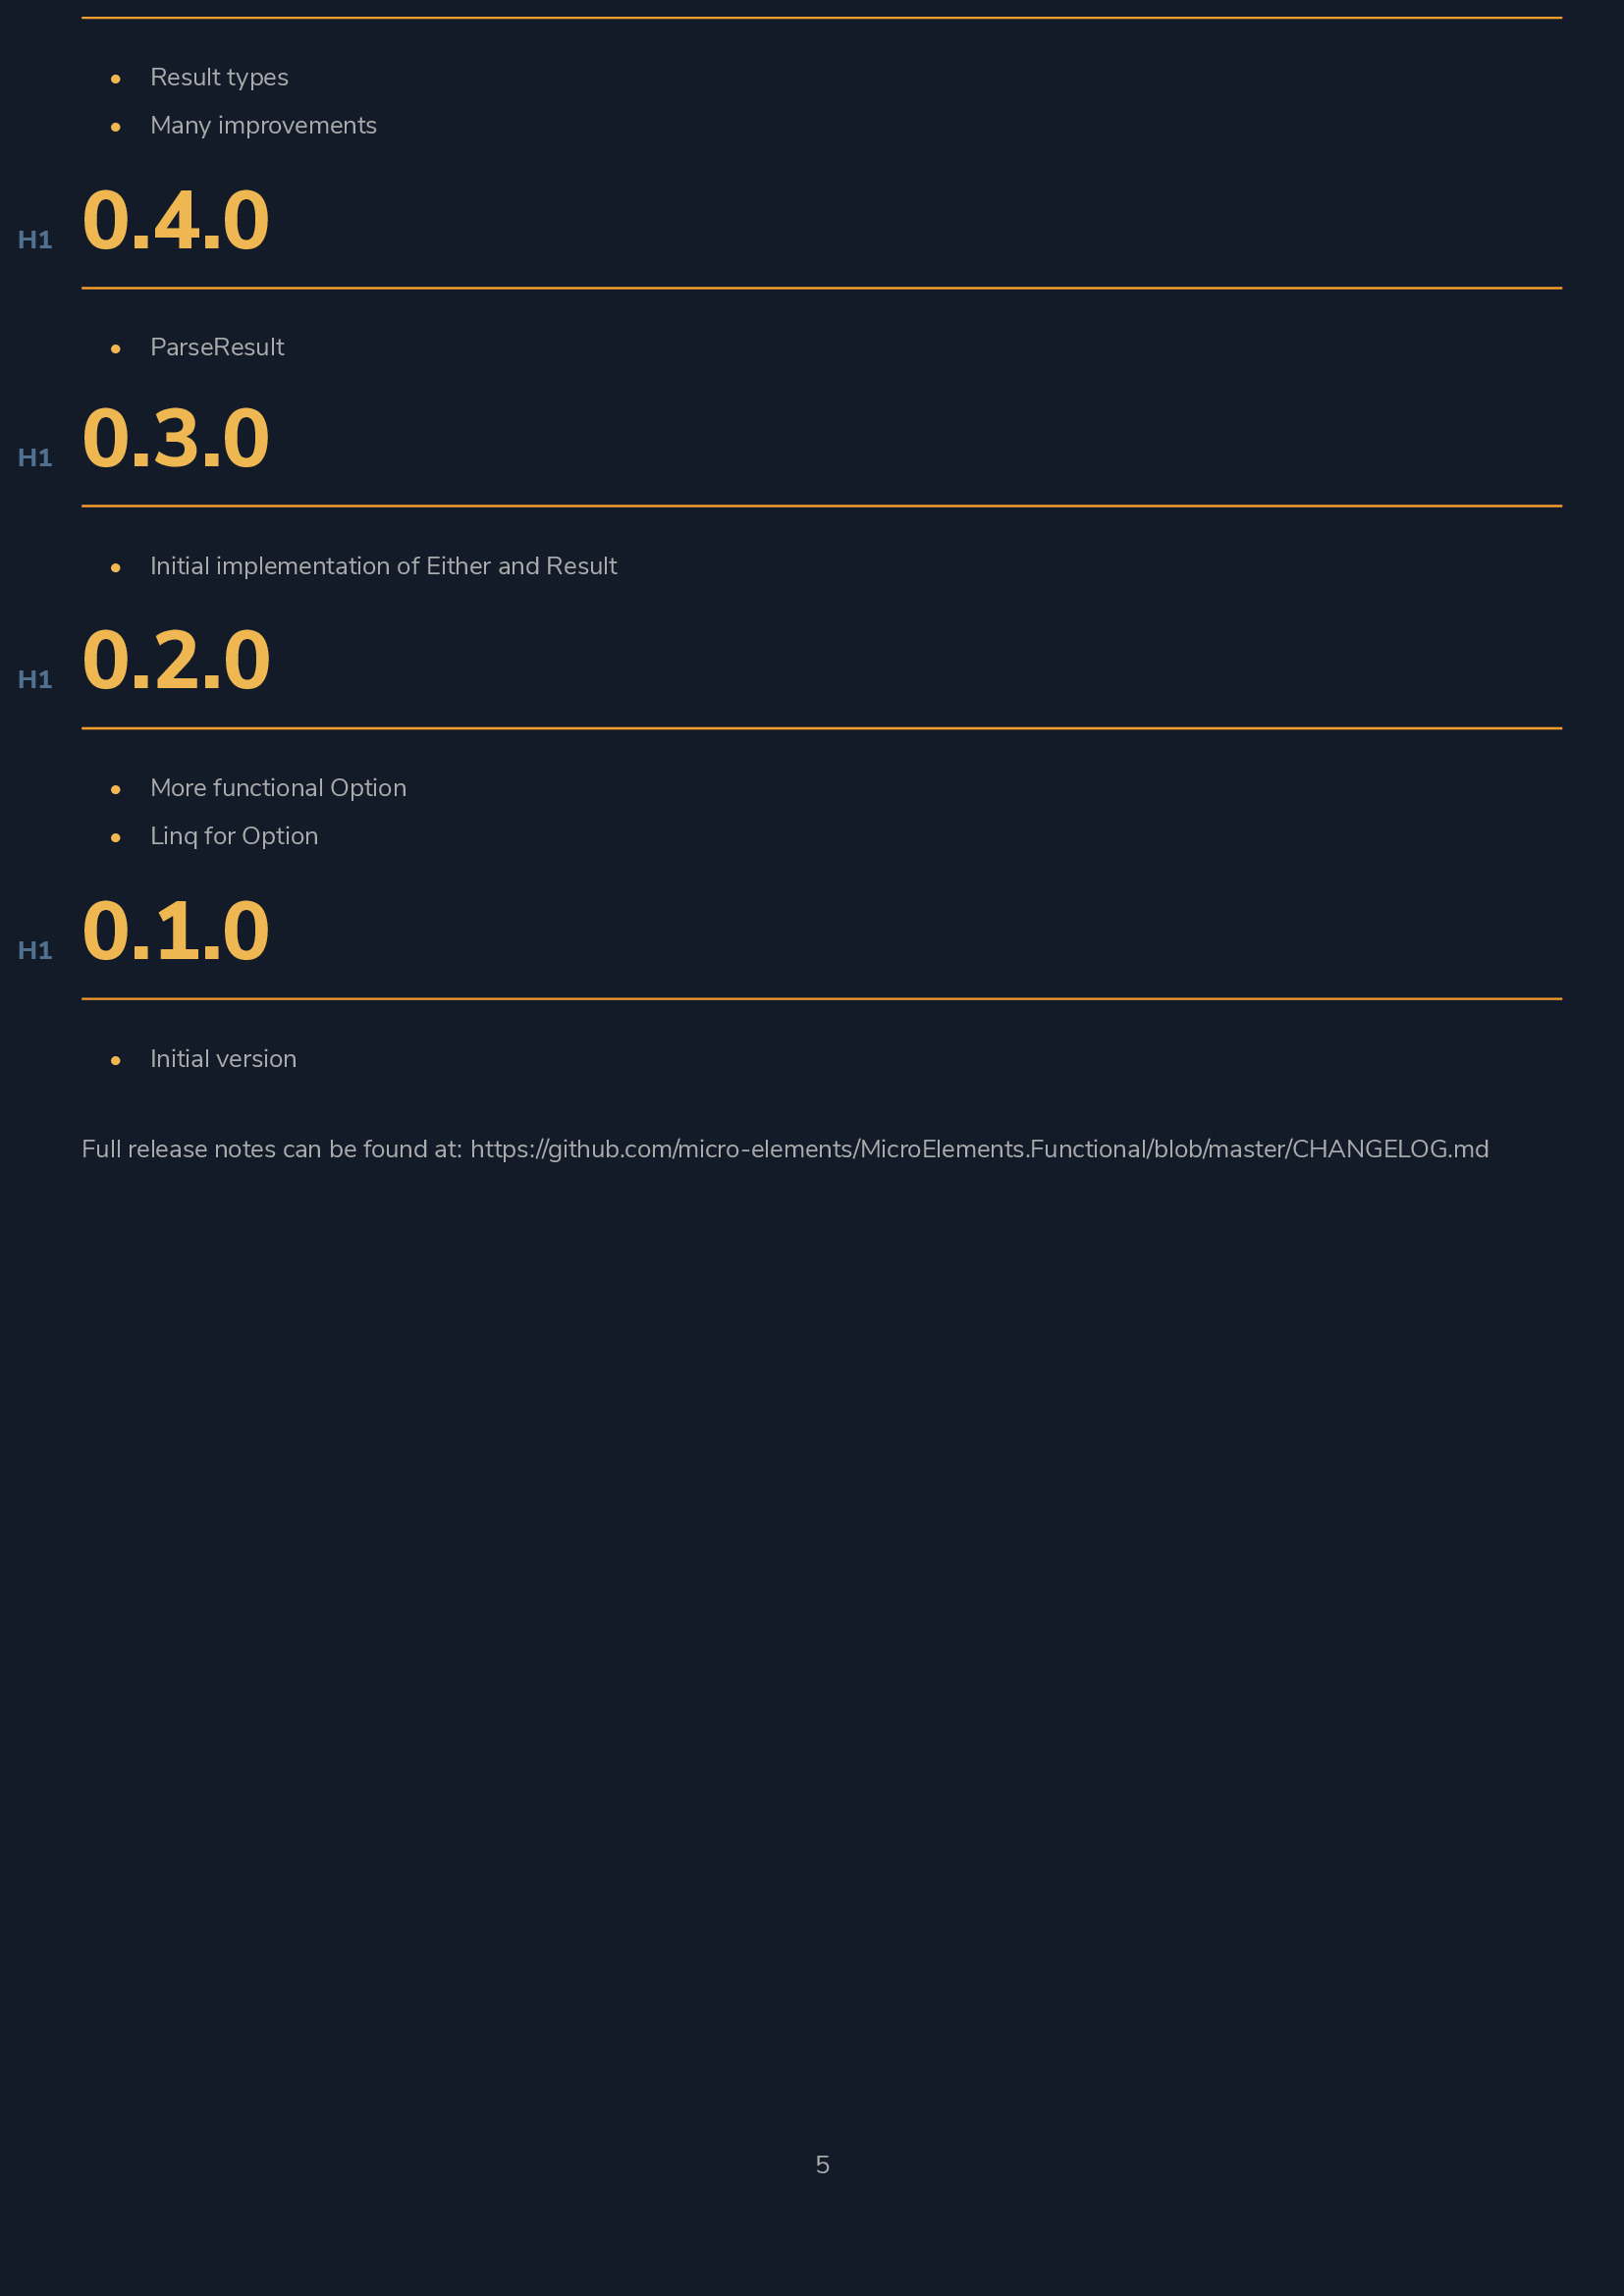 • Result types
• Many improvements
H1 0.4.0
• ParseResult
H1 0.3.0
• Initial implementation of Either and Result
H1 0.2.0
• More functional Option
• Linq for Option
H1 0.1.0
• Initial version
Full release notes can be found at: https://github.com/micro-elements/MicroElements.Functional/blob/master/CHANGELOG.md
5